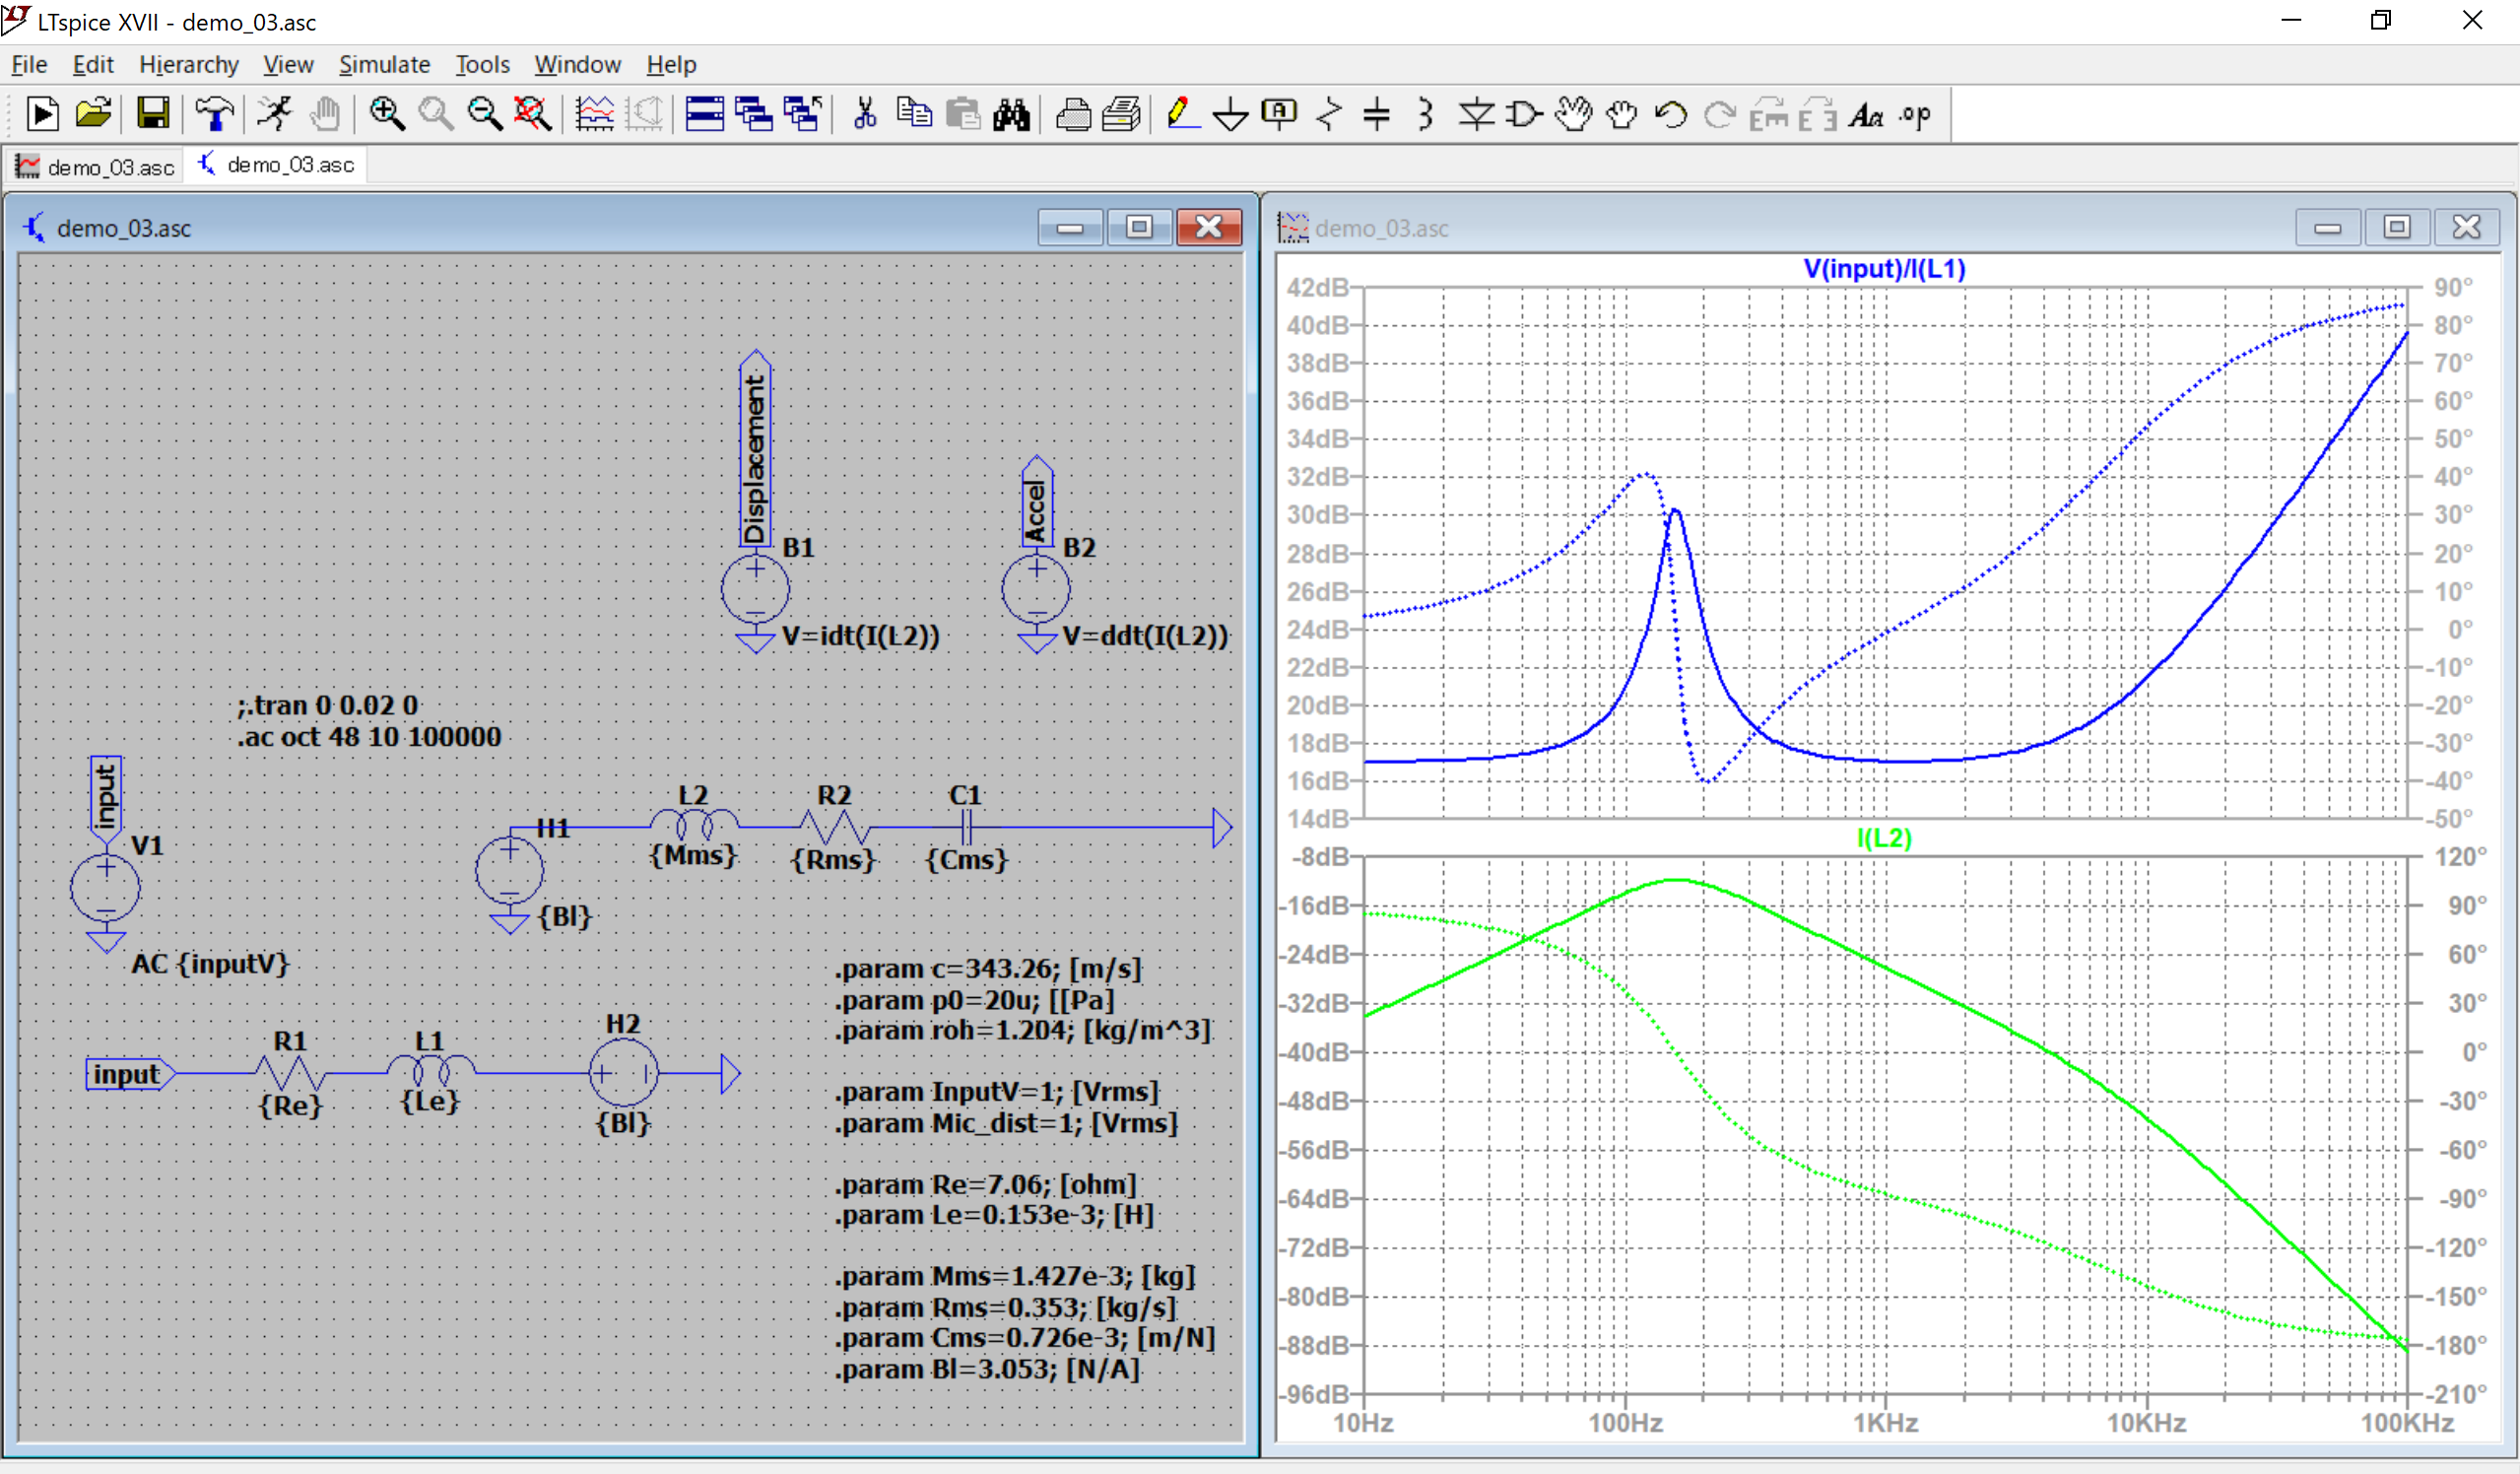 LTspice XVII - demo_03.asc
File Edit Hierarchy View Simulate Tools Window Help
A Aa .op
demo_03.asc demo_03.asc
demo_03.asc
Displacement
Accel
B1
B2
V=idt(I(L2))
V=ddt(I(L2))
;.tran 0 0.02 0
.ac oct 48 10 100000
input
V1
AC {inputV}
H1
{Bl}
L2
{Mms}
R2
{Rms}
C1
{Cms}
input
R1
{Re}
L1
{Le}
H2
{Bl}
.param c=343.26; [m/s]
.param p0=20u; [[Pa]
.param roh=1.204; [kg/m^3]
.param InputV=1; [Vrms]
.param Mic_dist=1; [Vrms]
.param Re=7.06; [ohm]
.param Le=0.153e-3; [H]
.param Mms=1.427e-3; [kg]
.param Rms=0.353; [kg/s]
.param Cms=0.726e-3; [m/N]
.param Bl=3.053; [N/A]
demo_03.asc
V(input)/I(L1)
42dB 90°
40dB 80°
38dB 70°
36dB 60°
34dB 50°
32dB 40°
30dB 30°
28dB 20°
26dB 10°
24dB 0°
22dB -10°
20dB -20°
18dB -30°
16dB -40°
14dB -50°
I(L2)
-8dB 120°
-16dB 90°
-24dB 60°
-32dB 30°
-40dB 0°
-48dB -30°
-56dB -60°
-64dB -90°
-72dB -120°
-80dB -150°
-88dB -180°
-96dB -210°
10Hz 100Hz 1KHz 10KHz 100KHz